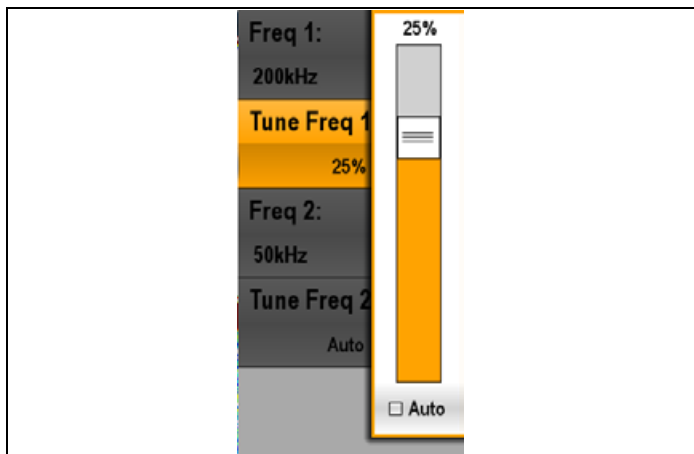 Freq 1:
200kHz
Tune Freq 1
25%
Freq 2:
50kHz
Tune Freq 2
Auto
25%
Auto